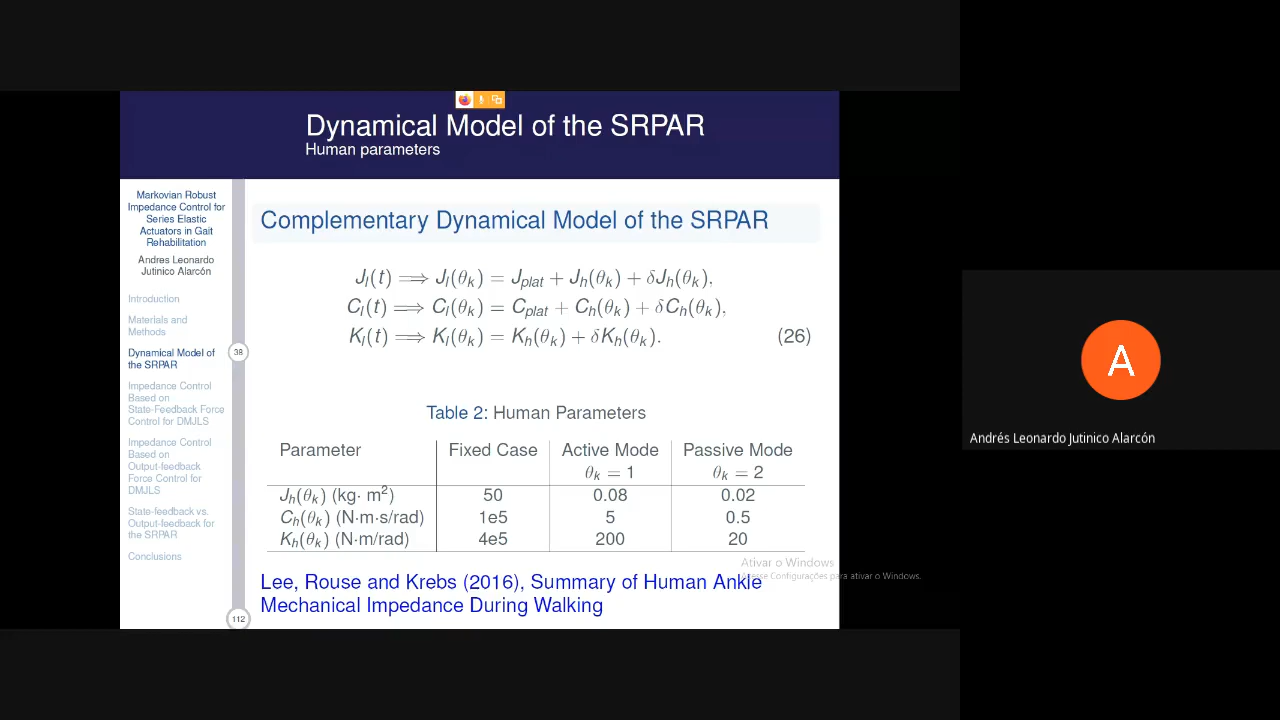 Dynamical Model of the SRPAR
Human parameters
Markovian Robust
Impedance Control for
Series Elastic
Actuators in Gait
Rehabilitation
Andres Leonardo
Jutinico Alarcón
Introduction
Materials and
Methods
Dynamical Model of
the SRPAR
38
Impedance Control
Based on
State-Feedback Force
Control for DMJLS
Impedance Control
Based on
Output-feedback
Force Control for
DMJLS
State-feedback vs.
Output-feedback for
the SRPAR
Conclusions
112
Complementary Dynamical Model of the SRPAR
J_l(t) ⟹ J_l(θ_k) = J_plat + J_h(θ_k) + δJ_h(θ_k),
C_l(t) ⟹ C_l(θ_k) = C_plat + C_h(θ_k) + δC_h(θ_k),
K_l(t) ⟹ K_l(θ_k) = K_h(θ_k) + δK_h(θ_k). (26)
Table 2: Human Parameters
Parameter Fixed Case Active Mode Passive Mode
θ_k = 1 θ_k = 2
J_h(θ_k) (kg· m²) 50 0.08 0.02
C_h(θ_k) (N·m·s/rad) 1e5 5 0.5
K_h(θ_k) (N·m/rad) 4e5 200 20
Lee, Rouse and Krebs (2016), Summary of Human Ankle
Mechanical Impedance During Walking
Ativar o Windows
Acesse Configurações para ativar o Windows.
A
Andrés Leonardo Jutinico Alarcón